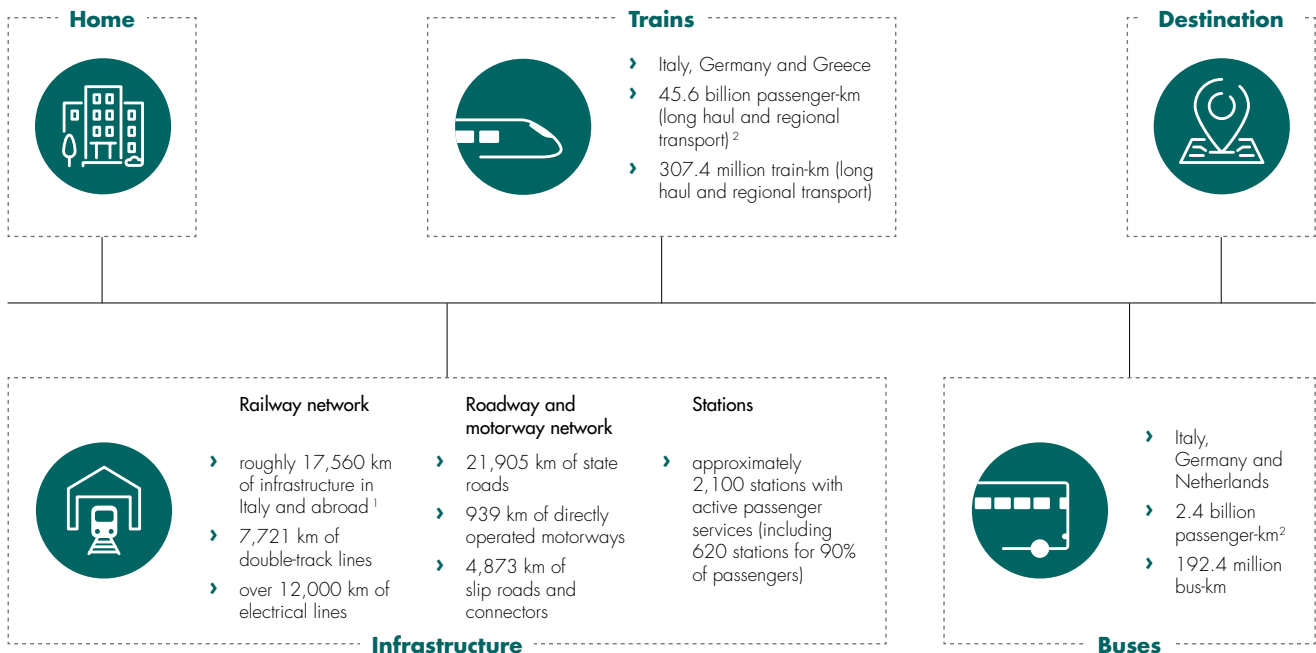 Home
Trains
› Italy, Germany and Greece
› 45.6 billion passenger-km
(long haul and regional
transport) ²
› 307.4 million train-km (long
haul and regional transport)
Destination
Railway network
› roughly 17,560 km
of infrastructure in
Italy and abroad ¹
› 7,721 km of
double-track lines
› over 12,000 km of
electrical lines
Roadway and
motorway network
› 21,905 km of state
roads
› 939 km of directly
operated motorways
› 4,873 km of
slip roads and
connectors
Stations
› approximately
2,100 stations with
active passenger
services (including
620 stations for 90%
of passengers)
Infrastructure
› Italy,
Germany and
Netherlands
› 2.4 billion
passenger-km²
› 192.4 million
bus-km
Buses